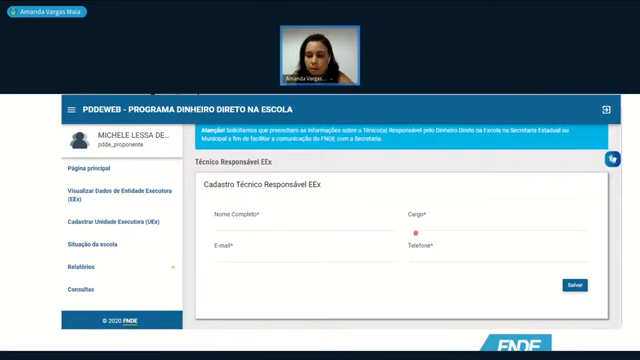 Amanda Vargas Maia
Amanda Vargas...
PDDEWEB - PROGRAMA DINHEIRO DIRETO NA ESCOLA
MICHELE LESSA DE...
pdde_proponente
Atenção! Solicitamos que preencham as informações sobre o Técnico(a) Responsável pelo Dinheiro Direto na Escola na Secretaria Estadual ou
Municipal a fim de facilitar a comunicação do FNDE com a Secretaria.
Página principal
Visualizar Dados de Entidade Executora
(EEx)
Cadastrar Unidade Executora (UEx)
Situação da escola
Relatórios +
Consultas
© 2020 FNDE
Técnico Responsável EEx
Cadastro Técnico Responsável EEx
Nome Completo*
Cargo*
E-mail*
Telefone*
Salvar
FNDE